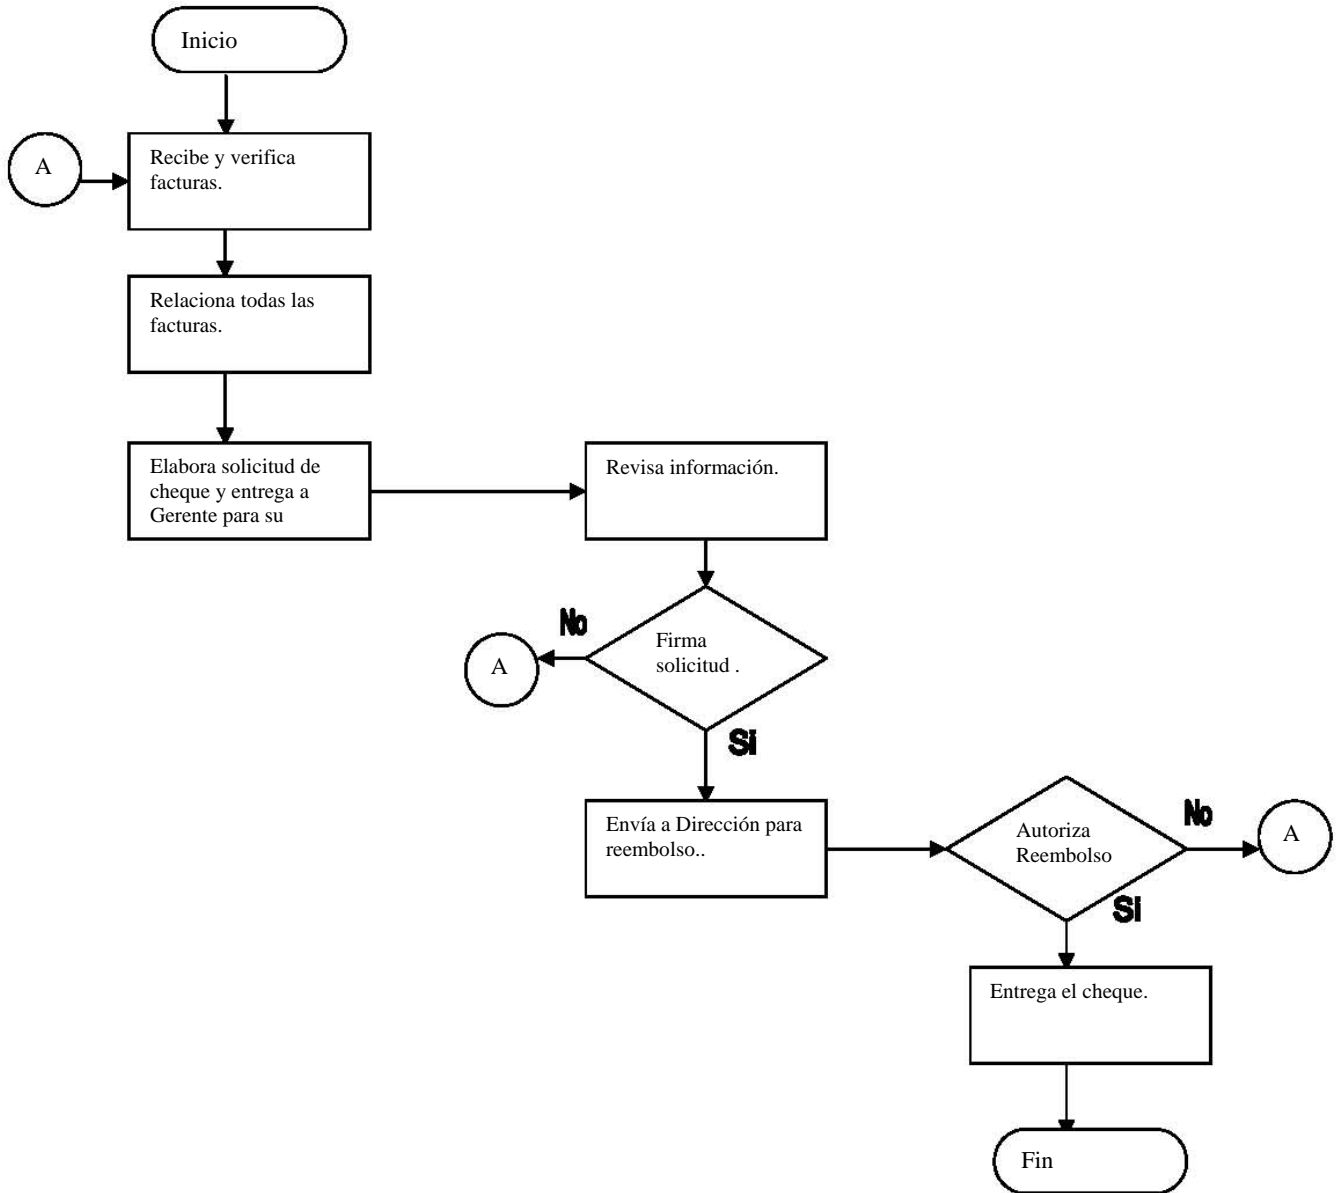 Inicio
A
Recibe y verifica
facturas.
Relaciona todas las
facturas.
Elabora solicitud de
cheque y entrega a
Gerente para su
Revisa información.
No
Firma
solicitud .
A
Si
Envía a Dirección para
reembolso..
Autoriza
Reembolso
No
A
Si
Entrega el cheque.
Fin